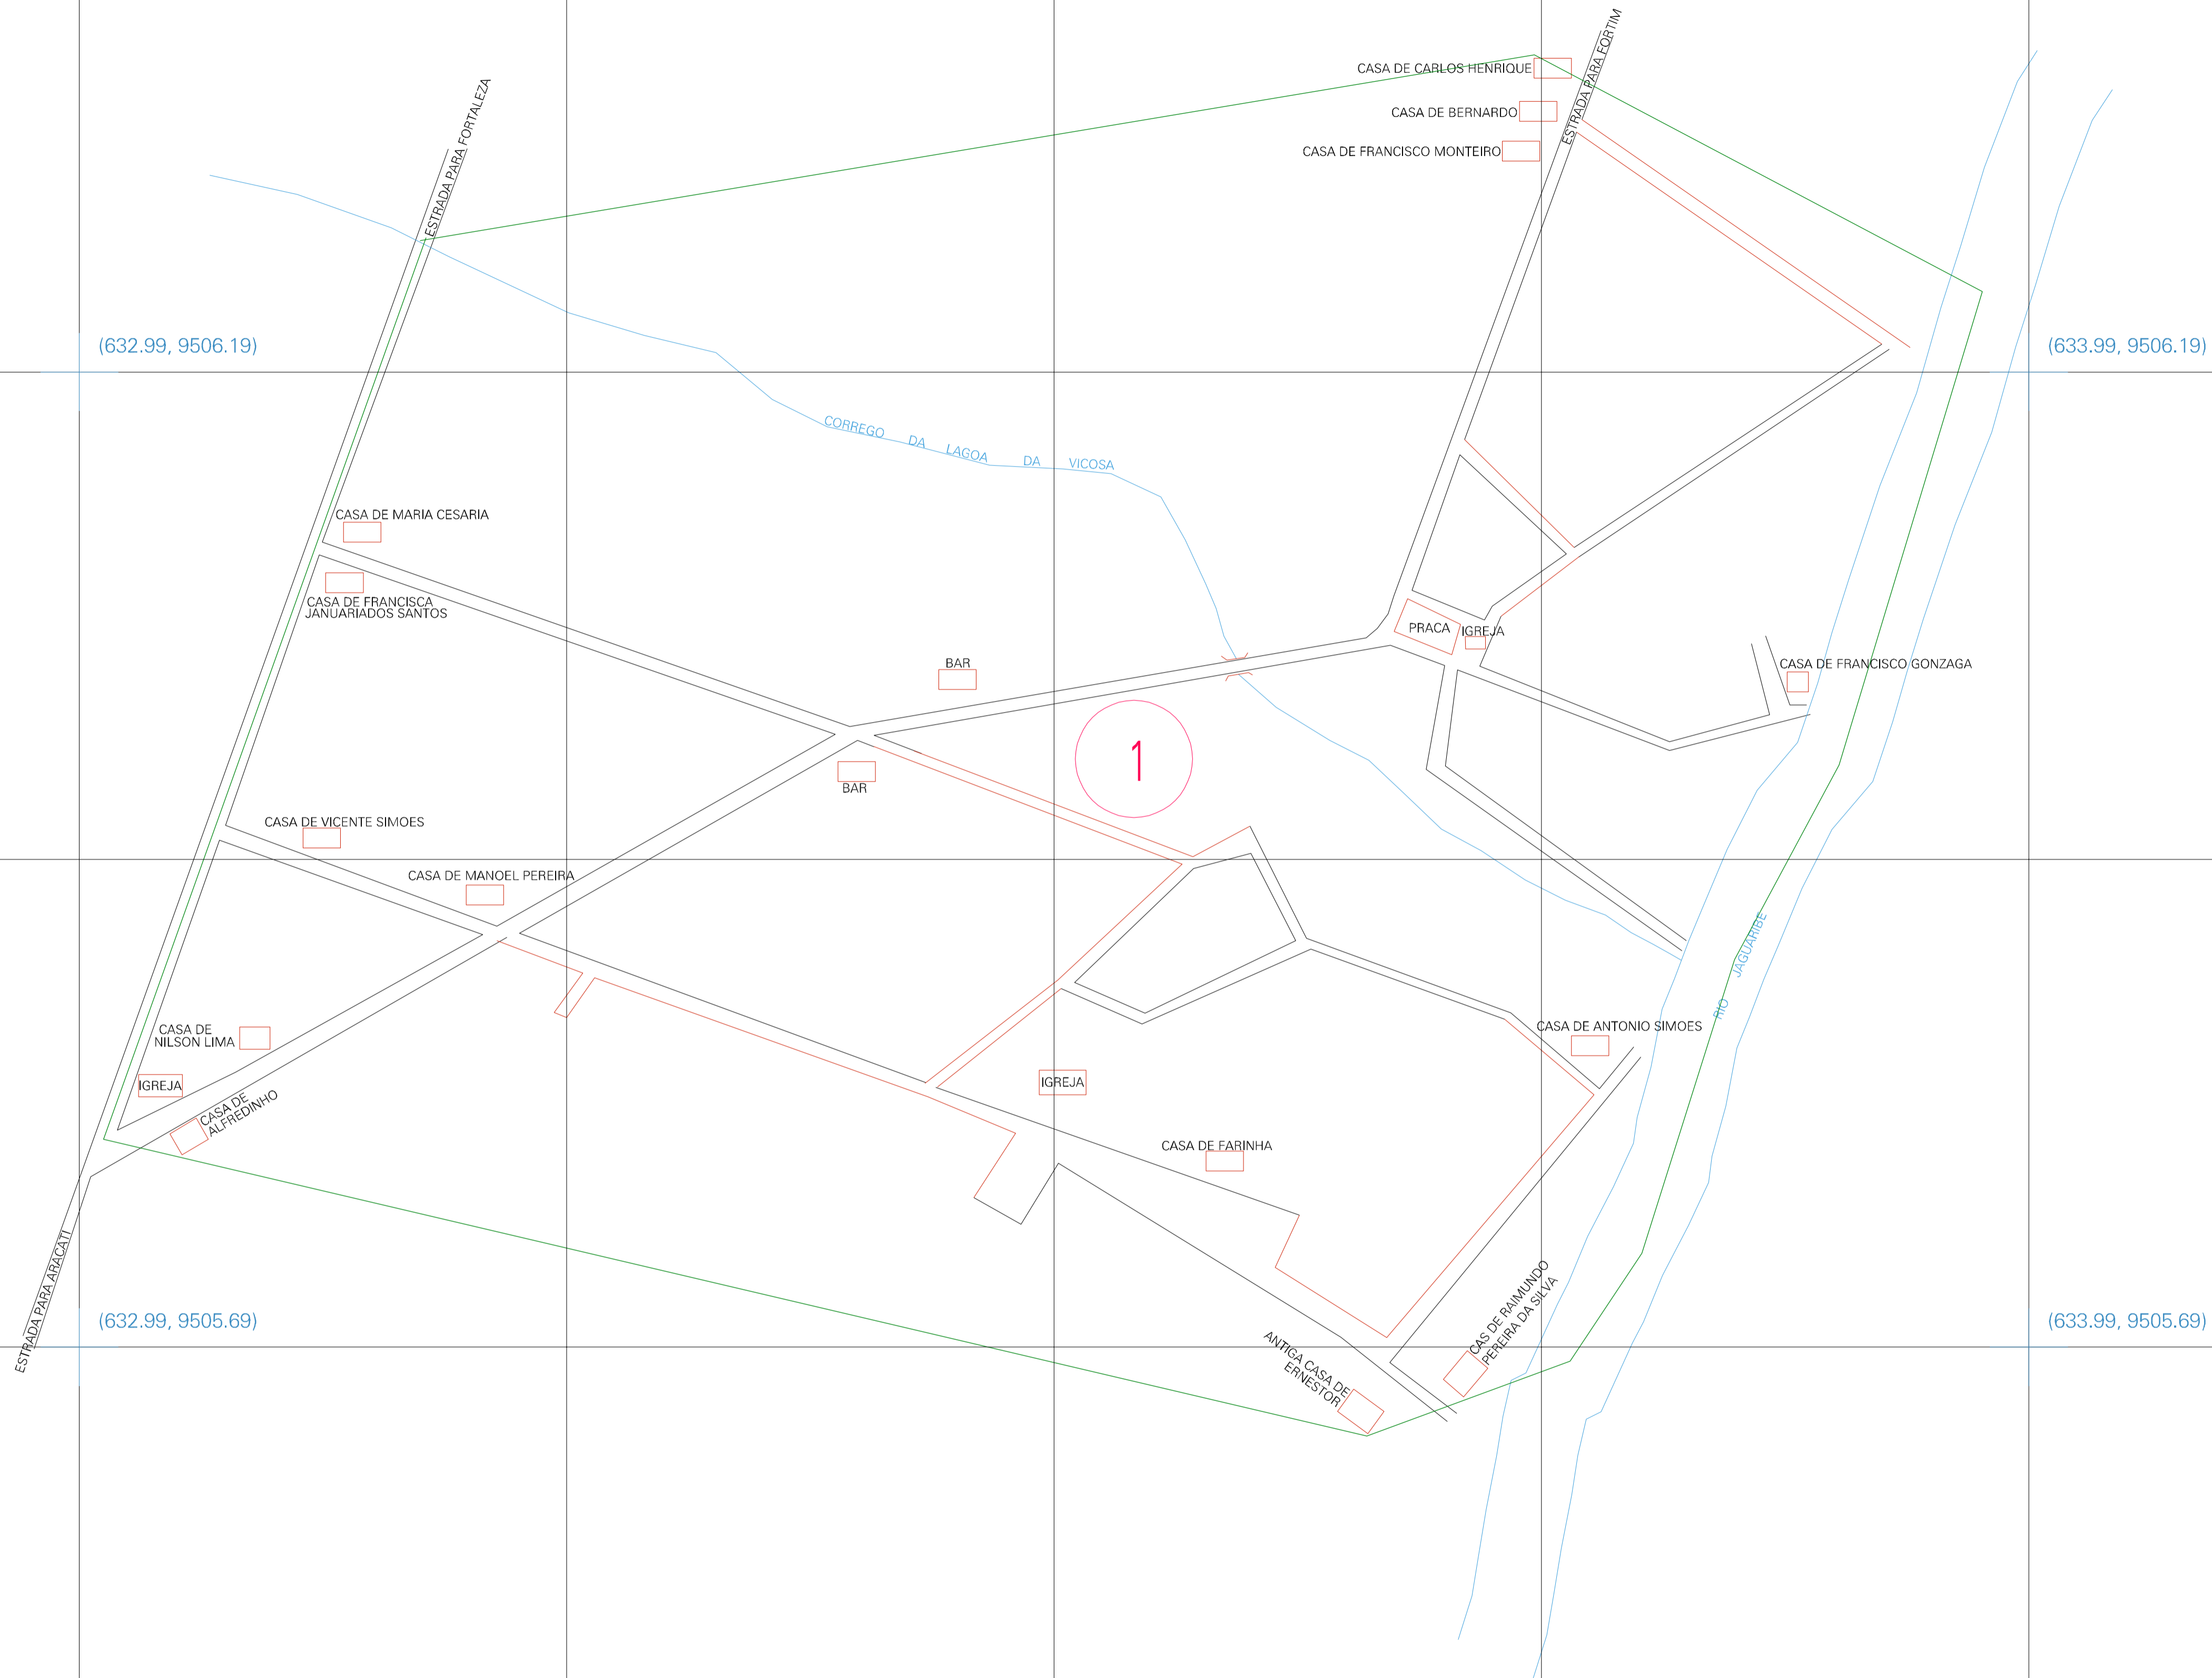 ESTRADA PARA FORTIM
CASA DE CARLOS HENRIQUE
CASA DE BERNARDO
CASA DE FRANCISCO MONTEIRO
ESTRADA PARA FORTALEZA
(632.99, 9506.19)
(633.99, 9506.19)
CORREGO DA LAGOA DA VICOSA
CASA DE MARIA CESARIA
CASA DE FRANCISCA
JANUARIADOS SANTOS
PRACA
IGREJA
BAR
CASA DE FRANCISCO GONZAGA
1
BAR
CASA DE VICENTE SIMOES
CASA DE MANOEL PEREIRA
RIO JAGUARIBE
CASA DE
NILSON LIMA
CASA DE ANTONIO SIMOES
IGREJA
IGREJA
CASA DE
ALFREDINHO
CASA DE FARINHA
ESTRADA PARA ARACATI
CAS DE RAIMUNDO
PEREIRA DA SILVA
(632.99, 9505.69)
(633.99, 9505.69)
ANTIGA CASA DE
ERNESTOR